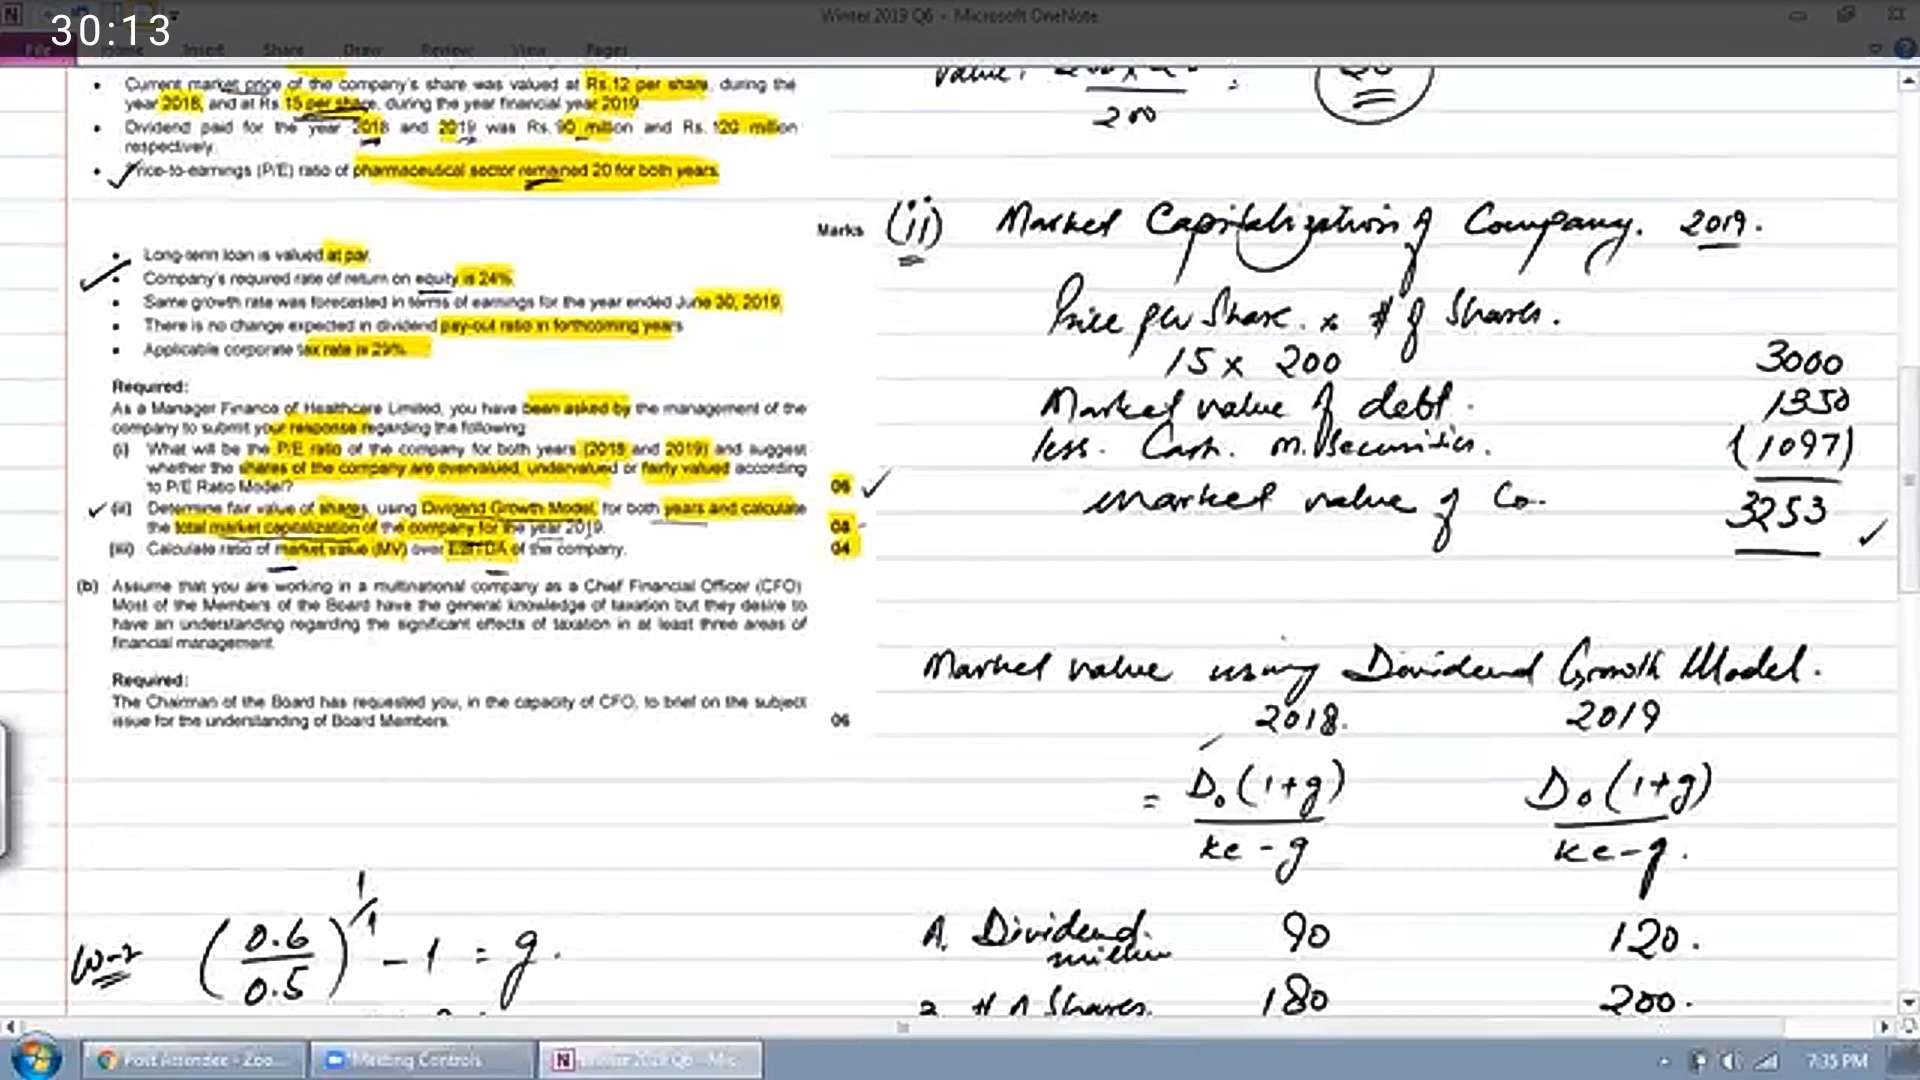 30:13
Winter 2019 Q6 - Microsoft OneNote
File Home Insert Share Draw Review View Pages
• Current market price of the company's share was valued at Rs.12 per share, during the
year 2018, and at Rs.15 per share, during the year financial year 2019
• Dividend paid for the year 2018 and 2019 was Rs. 90 million and Rs. 120 million
respectively.
• Price-to-earnings (P/E) ratio of pharmaceutical sector remained 20 for both years.
Marks
• Long-term loan is valued at par.
• Company's required rate of return on equity is 24%.
• Same growth rate was forecasted in terms of earnings for the year ended June 30, 2019.
• There is no change expected in dividend pay-out ratio in forthcoming years
• Applicable corporate tax rate is 29%.
Required:
As a Manager Finance of Healthcare Limited, you have been asked by the management of the
company to submit your response regarding the following:
(i) What will be the P/E ratio of the company for both years (2018 and 2019) and suggest
whether the shares of the company are overvalued, undervalued or fairly valued according
to P/E Ratio Model? 06
(ii) Determine fair value of shares, using Dividend Growth Model, for both years and calculate
the total market capitalization of the company for the year 2019. 08
(iii) Calculate ratio of market value (MV) over EBITDA of the company. 04
(b) Assume that you are working in a multinational company as a Chief Financial Officer (CFO)
Most of the Members of the Board have the general knowledge of taxation but they desire to
have an understanding regarding the significant effects of taxation in at least three areas of
financial management.
Required:
The Chairman of the Board has requested you, in the capacity of CFO, to brief on the subject
issue for the understanding of Board Members. 06
W-2 (0.6/0.5)^1/1 - 1 = g.
Value:
200
(ii) Market Capitalization of Company. 2019.
Price per Share. x # of Shares.
15 x 200 3000
Market value of debt. 1350
less. Cash. m. Securities. (1097)
Market value of Co. 3253
Market value using Dividend Growth Model.
2018. 2019
= D₀(1+g) D₀(1+g)
ke - g ke - g.
A. Dividend 90 120.
million
# of Shares 180 200.
Post Attendee - Zoo... Meeting Controls Winter 2019 Q6 - Mic...
7:35 PM